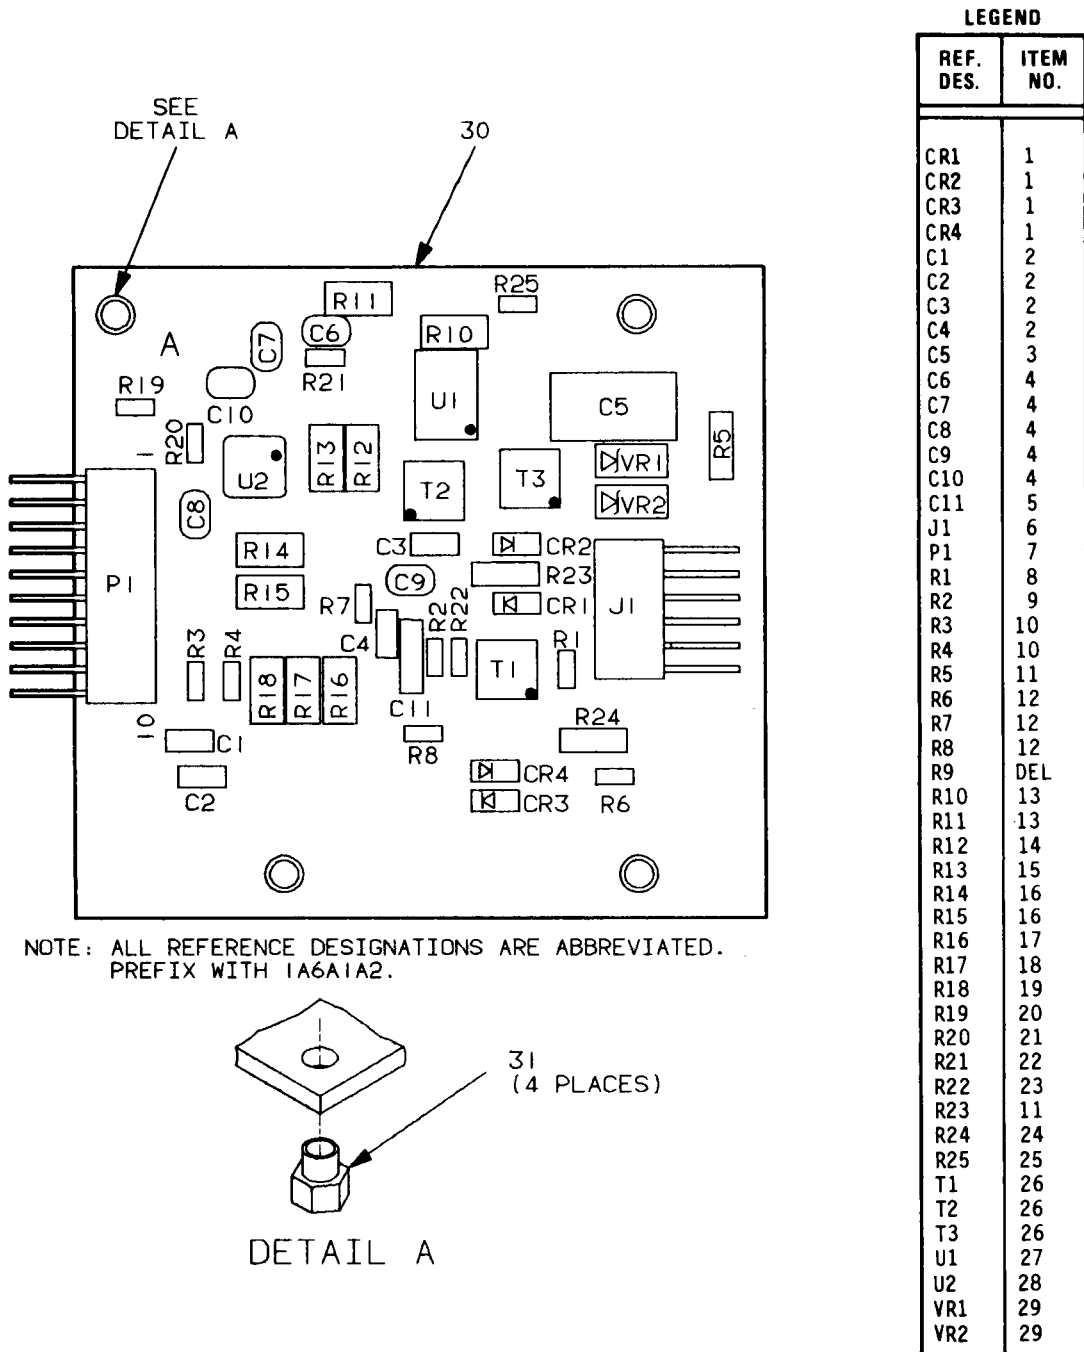 LEGEND
REF. DES. ITEM NO.
CR1 1
CR2 1
CR3 1
CR4 1
C1 2
C2 2
C3 2
C4 2
C5 3
C6 4
C7 4
C8 4
C9 4
C10 4
C11 5
J1 6
P1 7
R1 8
R2 9
R3 10
R4 10
R5 11
R6 12
R7 12
R8 12
R9 DEL
R10 13
R11 13
R12 14
R13 15
R14 16
R15 16
R16 17
R17 18
R18 19
R19 20
R20 21
R21 22
R22 23
R23 11
R24 24
R25 25
T1 26
T2 26
T3 26
U1 27
U2 28
VR1 29
VR2 29
SEE
DETAIL A
30
R25
R11
C6
R10
C7
A
R21
R19
C10
U1
C5
R20
R5
1
U2
R13
R12
T2
T3
VR1
VR2
C8
C3
CR2
R14
C9
R23
P1
R15
R7
R2
R22
CR1
J1
R3
R4
C4
T1
R1
R18
R17
R16
C11
R24
10
C1
R8
CR4
C2
CR3
R6
NOTE: ALL REFERENCE DESIGNATIONS ARE ABBREVIATED.
PREFIX WITH 1A6A1A2.
31
(4 PLACES)
DETAIL A